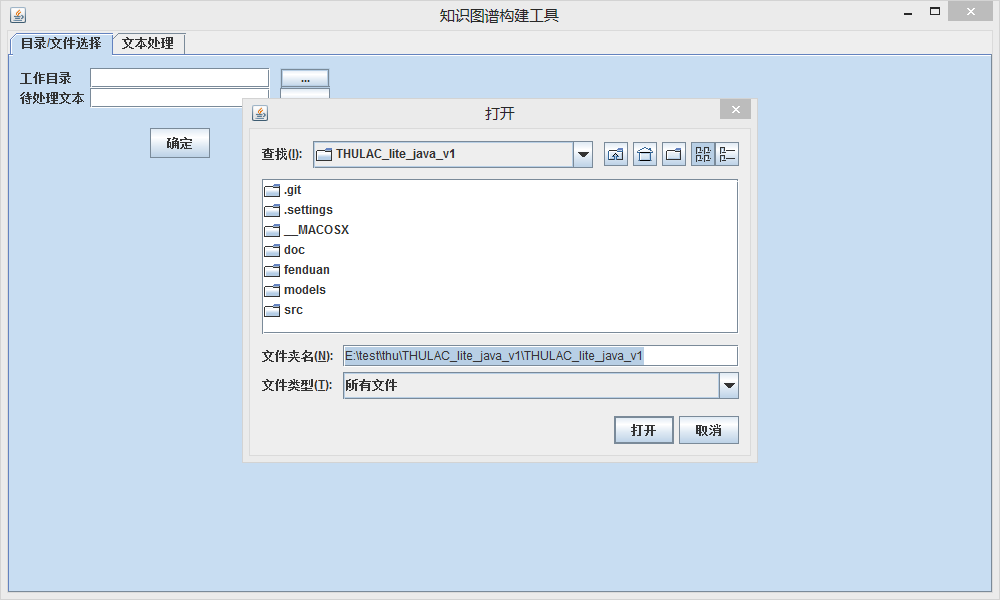 知识图谱构建工具
目录/文件选择 文本处理
工作目录 ...
待处理文本
确定
打开
查找(I): THULAC_lite_java_v1
.git
.settings
__MACOSX
doc
fenduan
models
src
文件夹名(N): E:\test\thu\THULAC_lite_java_v1\THULAC_lite_java_v1
文件类型(T): 所有文件
打开 取消